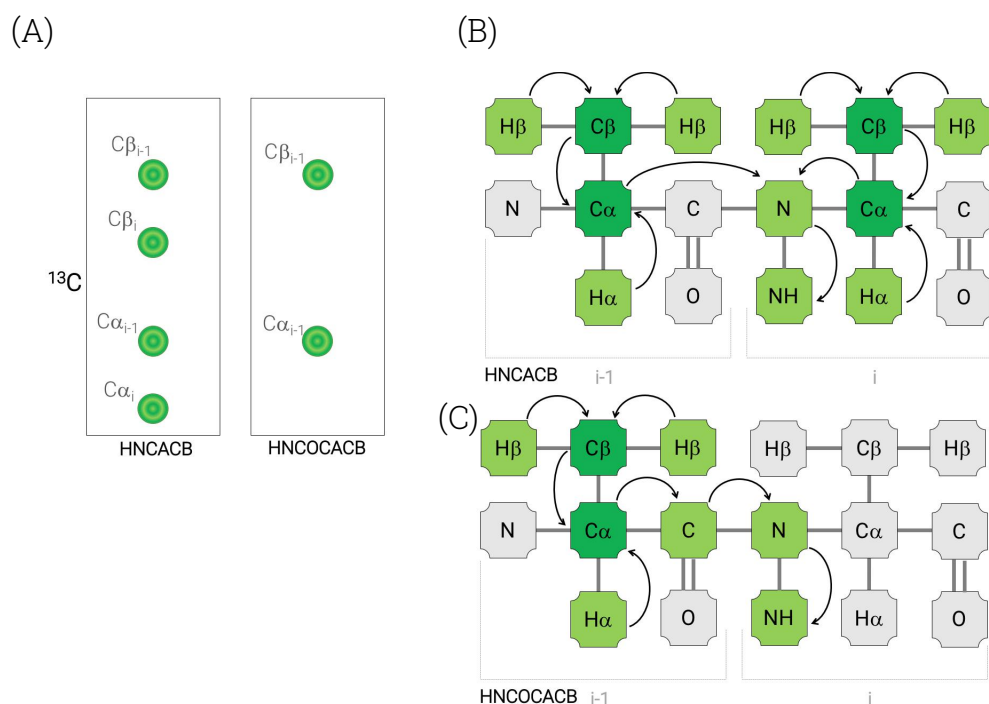 (A)
Cβi-1
Cβi
13C
Cαi-1
Cαi
HNCACB
Cβi-1
Cαi-1
HNCOCACB
(B)
Hβ Cβ Hβ Hβ Cβ Hβ
N Cα C N Cα C
Hα O NH Hα O
HNCACB i-1 i
(C)
Hβ Cβ Hβ Hβ Cβ Hβ
N Cα C N Cα C
Hα O NH Hα O
HNCOCACB i-1 i